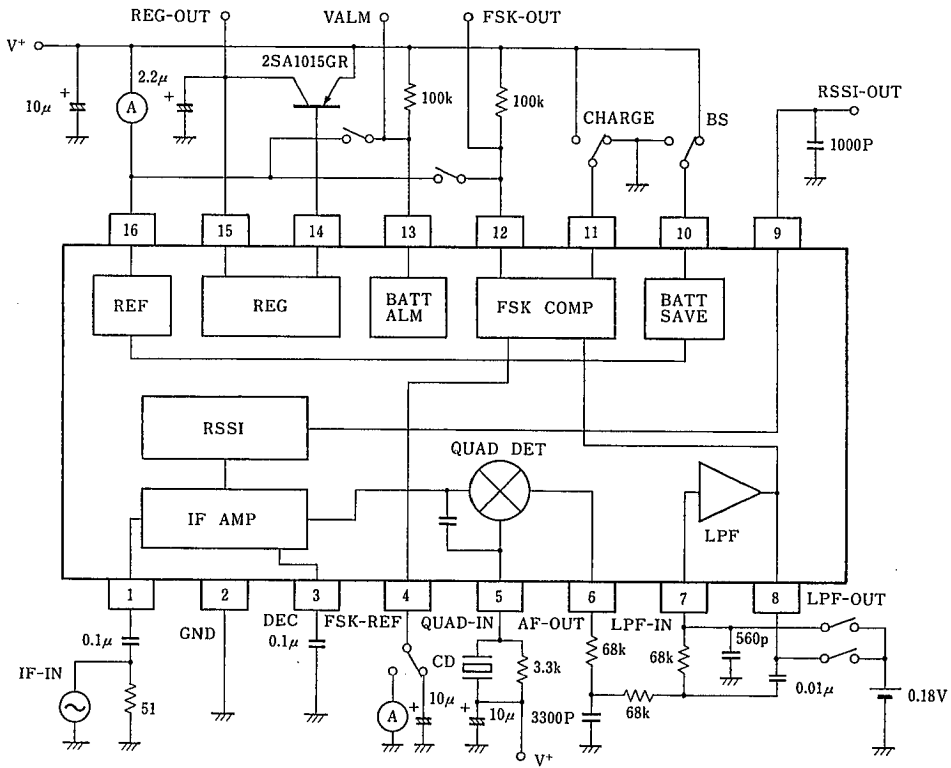 REG-OUT VALM FSK-OUT
V⁺
2SA1015GR
2.2μ
10μ + A + 100k 100k
RSSI-OUT
CHARGE BS
1000P
16 15 14 13 12 11 10 9
REF REG BATT ALM FSK COMP BATT SAVE
RSSI
QUAD DET
IF AMP
LPF
1 2 3 4 5 6 7 8
GND DEC FSK-REF QUAD-IN AF-OUT LPF-IN LPF-OUT
0.1μ 0.1μ
560p
68k 68k
IF-IN
CD 3.3k
51
0.01μ
0.18V
A + 10μ + 10μ 3300P 68k
V⁺